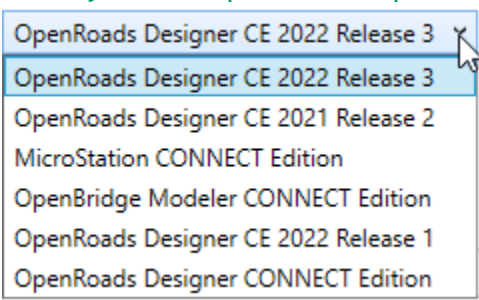 OpenRoads Designer CE 2022 Release 3
OpenRoads Designer CE 2022 Release 3
OpenRoads Designer CE 2021 Release 2
MicroStation CONNECT Edition
OpenBridge Modeler CONNECT Edition
OpenRoads Designer CE 2022 Release 1
OpenRoads Designer CONNECT Edition